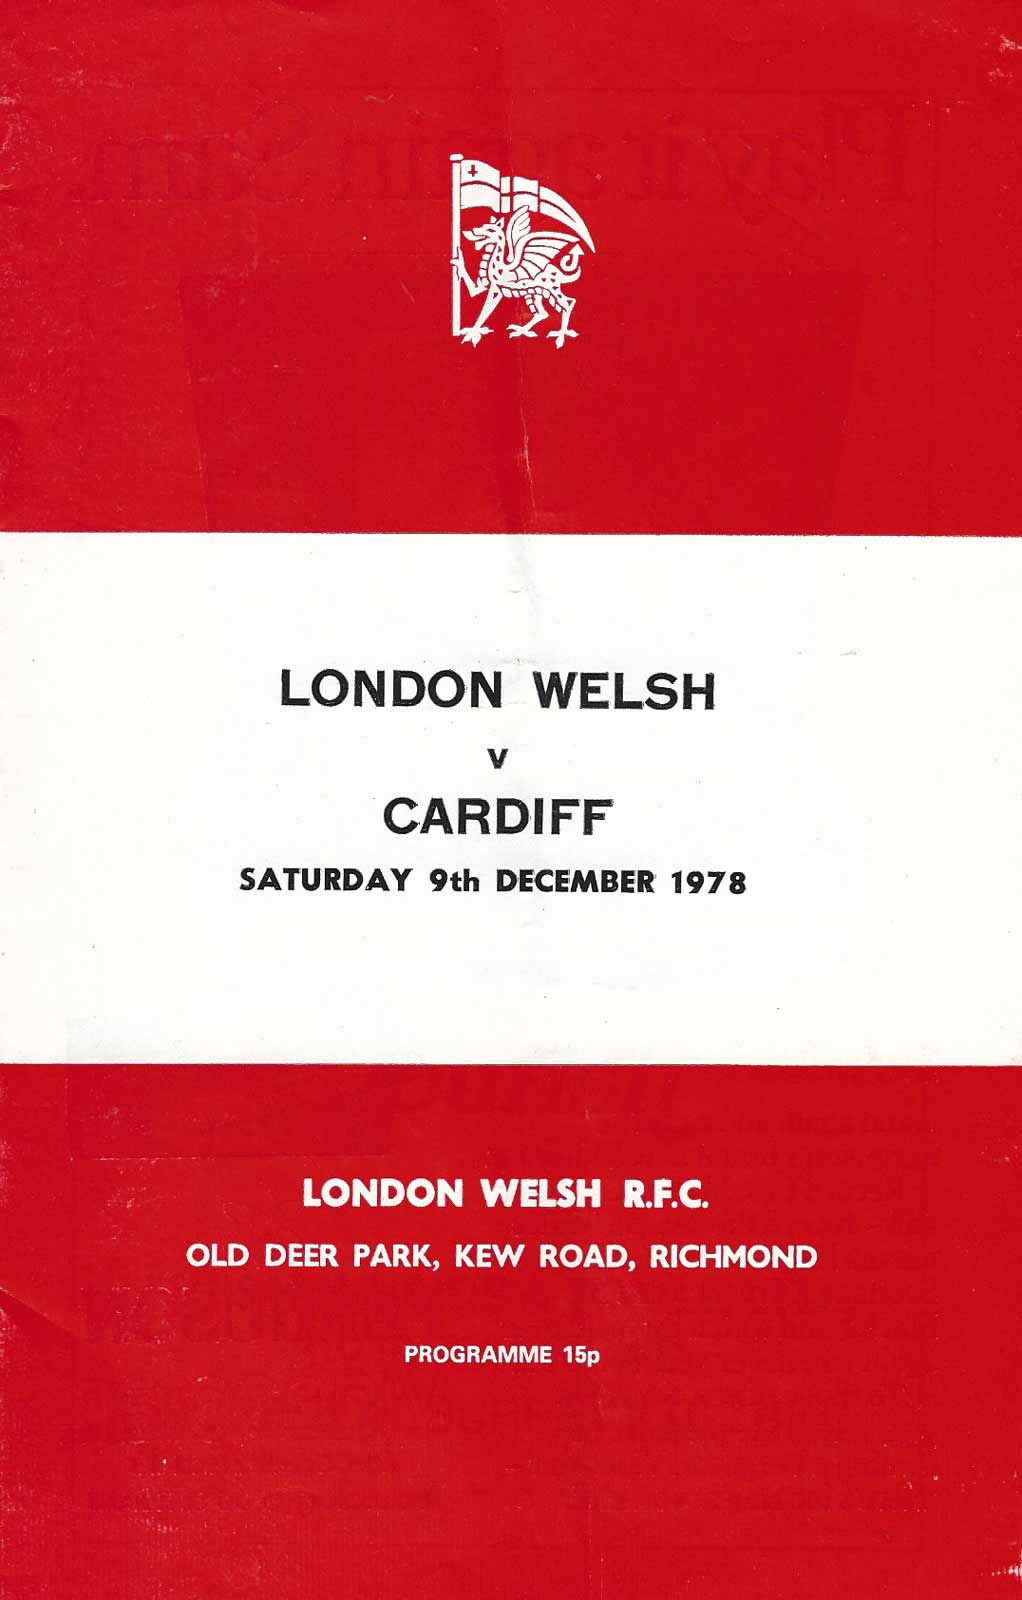 LONDON WELSH
v
CARDIFF
SATURDAY 9th DECEMBER 1978
LONDON WELSH R.F.C.
OLD DEER PARK, KEW ROAD, RICHMOND
PROGRAMME 15p